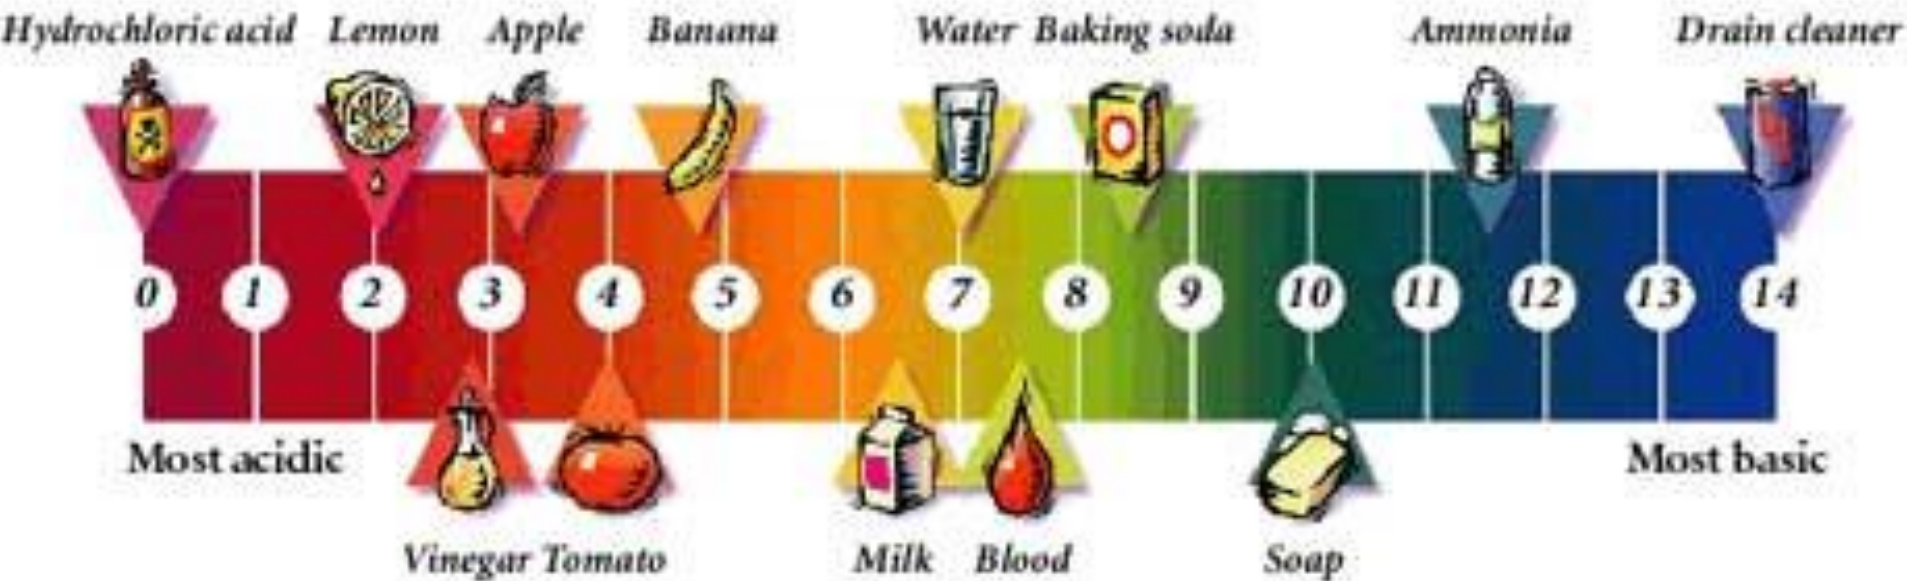 Hydrochloric acid Lemon Apple Banana Water Baking soda Ammonia Drain cleaner
0 1 2 3 4 5 6 7 8 9 10 11 12 13 14
Most acidic Most basic
Vinegar Tomato Milk Blood Soap